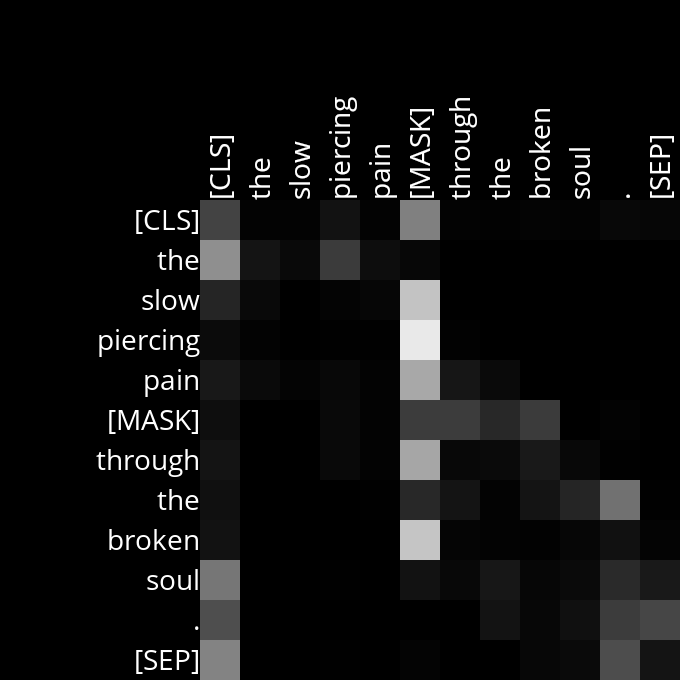 [CLS]
the
slow
piercing
pain
[MASK]
through
the
broken
soul
.
[SEP]
[CLS]
the
slow
piercing
pain
[MASK]
through
the
broken
soul
.
[SEP]